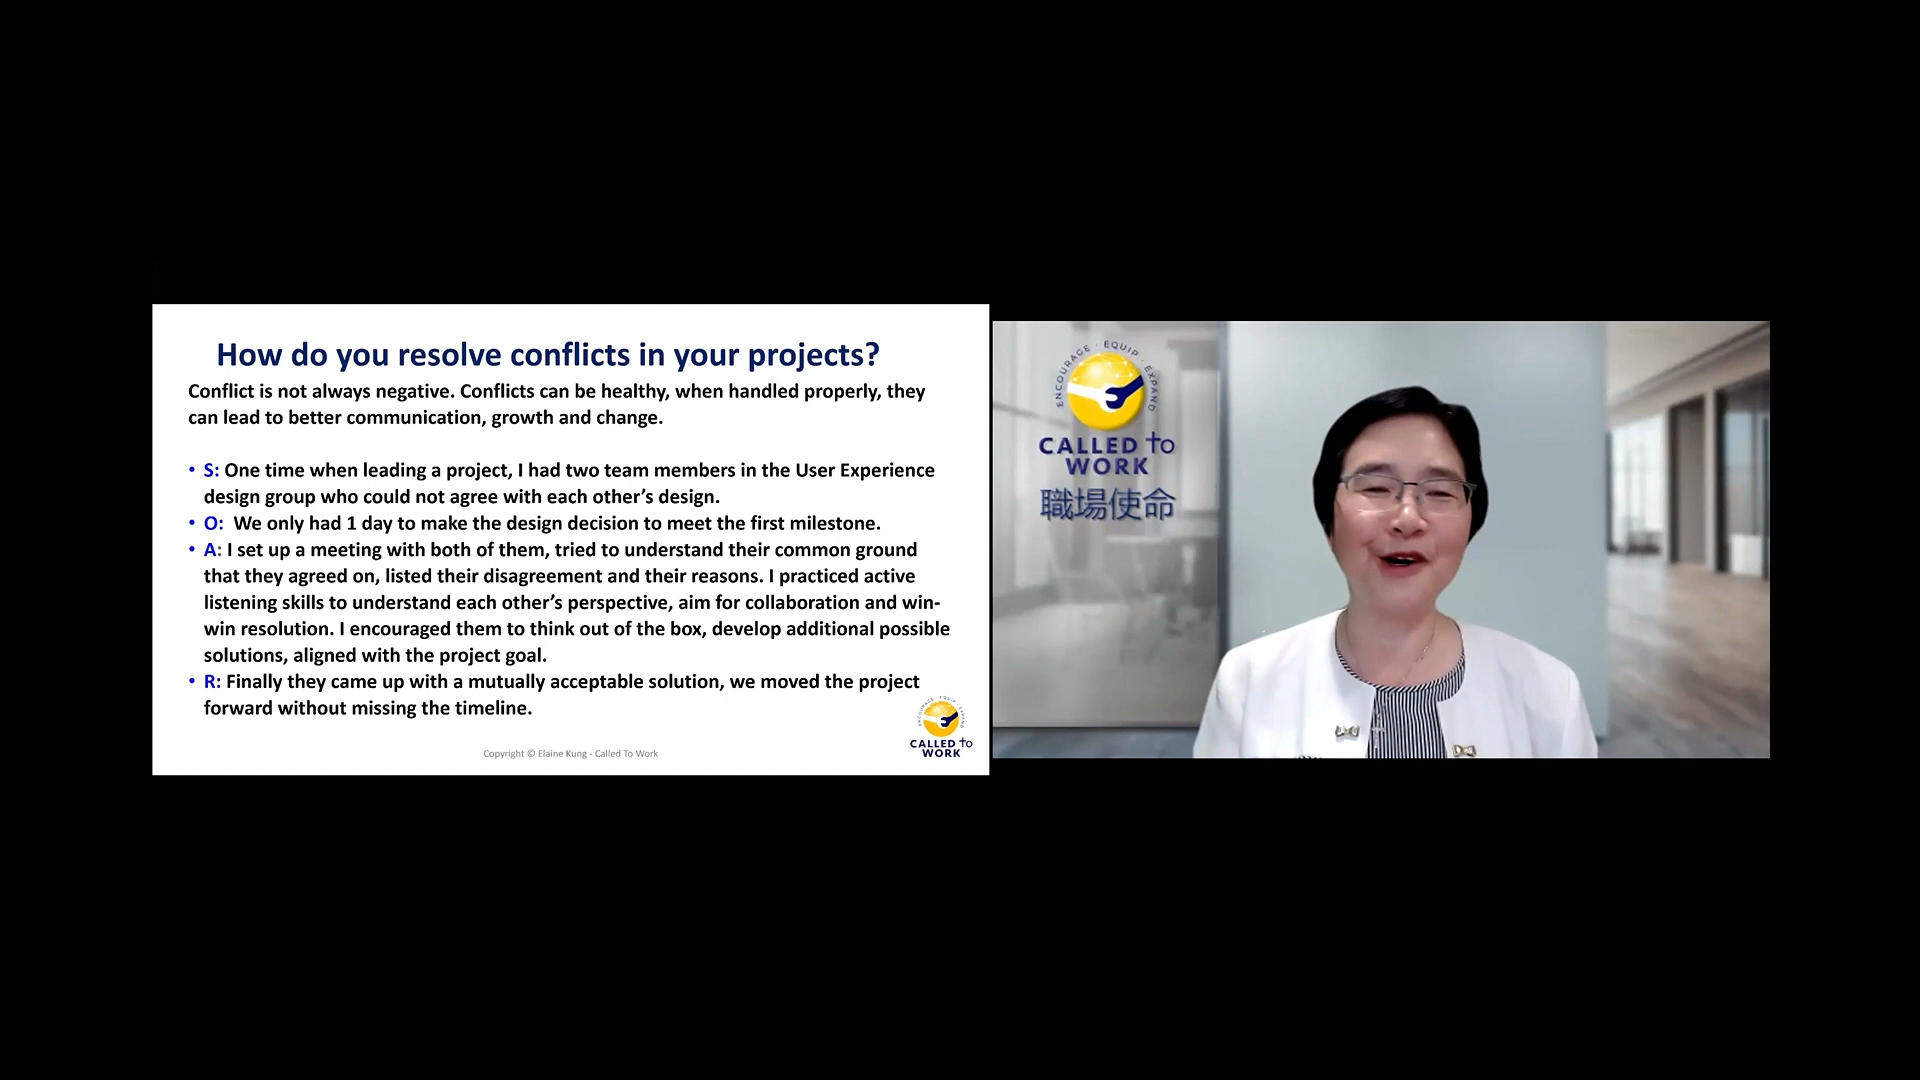 How do you resolve conflicts in your projects?
Conflict is not always negative. Conflicts can be healthy, when handled properly, they
can lead to better communication, growth and change.
• S: One time when leading a project, I had two team members in the User Experience
design group who could not agree with each other’s design.
• O:  We only had 1 day to make the design decision to meet the first milestone.
• A: I set up a meeting with both of them, tried to understand their common ground
that they agreed on, listed their disagreement and their reasons. I practiced active
listening skills to understand each other’s perspective, aim for collaboration and win-
win resolution. I encouraged them to think out of the box, develop additional possible
solutions, aligned with the project goal.
• R: Finally they came up with a mutually acceptable solution, we moved the project
forward without missing the timeline.
Copyright © Elaine Kung - Called To Work
ENCOURAGE · EQUIP · EXPAND
CALLED to
WORK
ENCOURAGE · EQUIP · EXPAND
CALLED to
WORK
職場使命